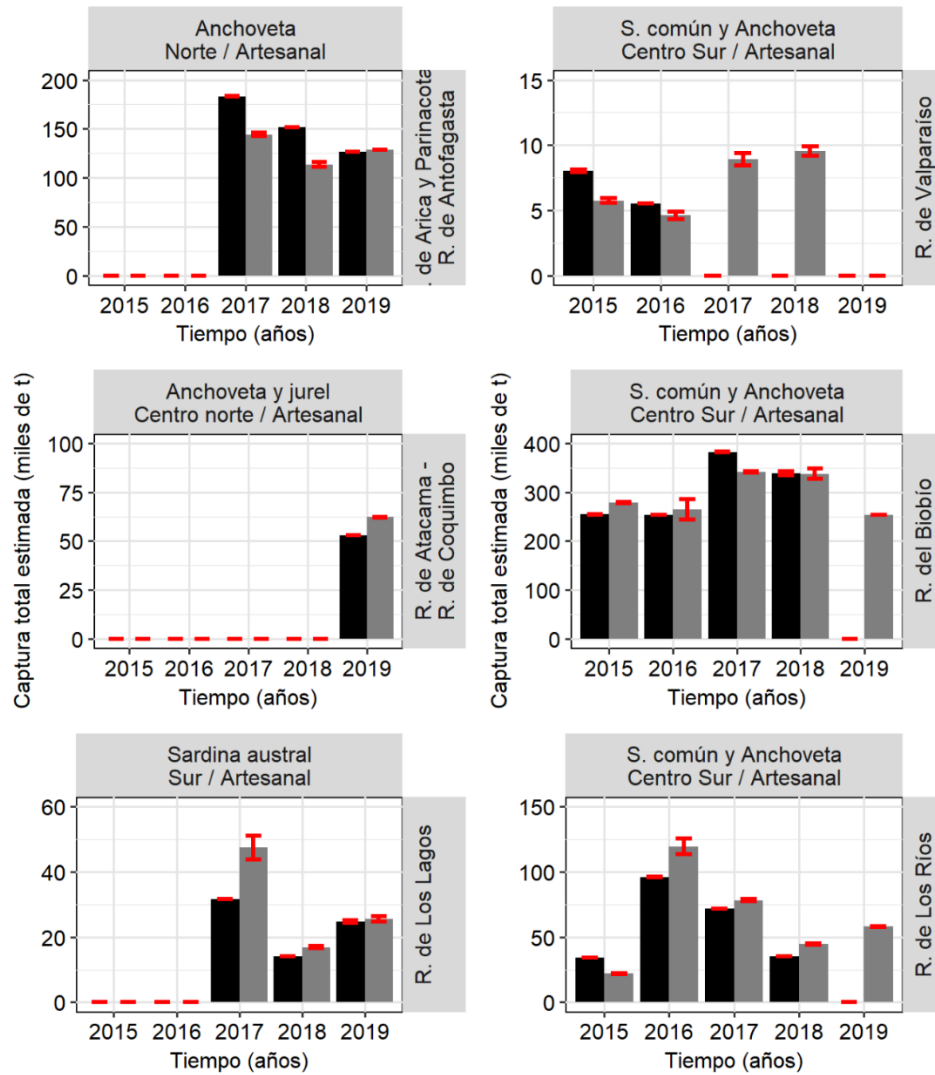 Anchoveta
Norte / Artesanal
200
150
100
50
0
2015 2016 2017 2018 2019
Tiempo (años)
de Arica y Parinacota
R. de Antofagasta
S. común y Anchoveta
Centro Sur / Artesanal
15
10
5
0
2015 2016 2017 2018 2019
Tiempo (años)
R. de Valparaíso
Captura total estimada (miles de t)
Anchoveta y jurel
Centro norte / Artesanal
100
75
50
25
0
2015 2016 2017 2018 2019
Tiempo (años)
R. de Atacama -
R. de Coquimbo
Captura total estimada (miles de t)
S. común y Anchoveta
Centro Sur / Artesanal
400
300
200
100
0
2015 2016 2017 2018 2019
Tiempo (años)
R. del Biobío
Sardina austral
Sur / Artesanal
60
40
20
0
2015 2016 2017 2018 2019
Tiempo (años)
R. de Los Lagos
S. común y Anchoveta
Centro Sur / Artesanal
150
100
50
0
2015 2016 2017 2018 2019
Tiempo (años)
R. de Los Ríos